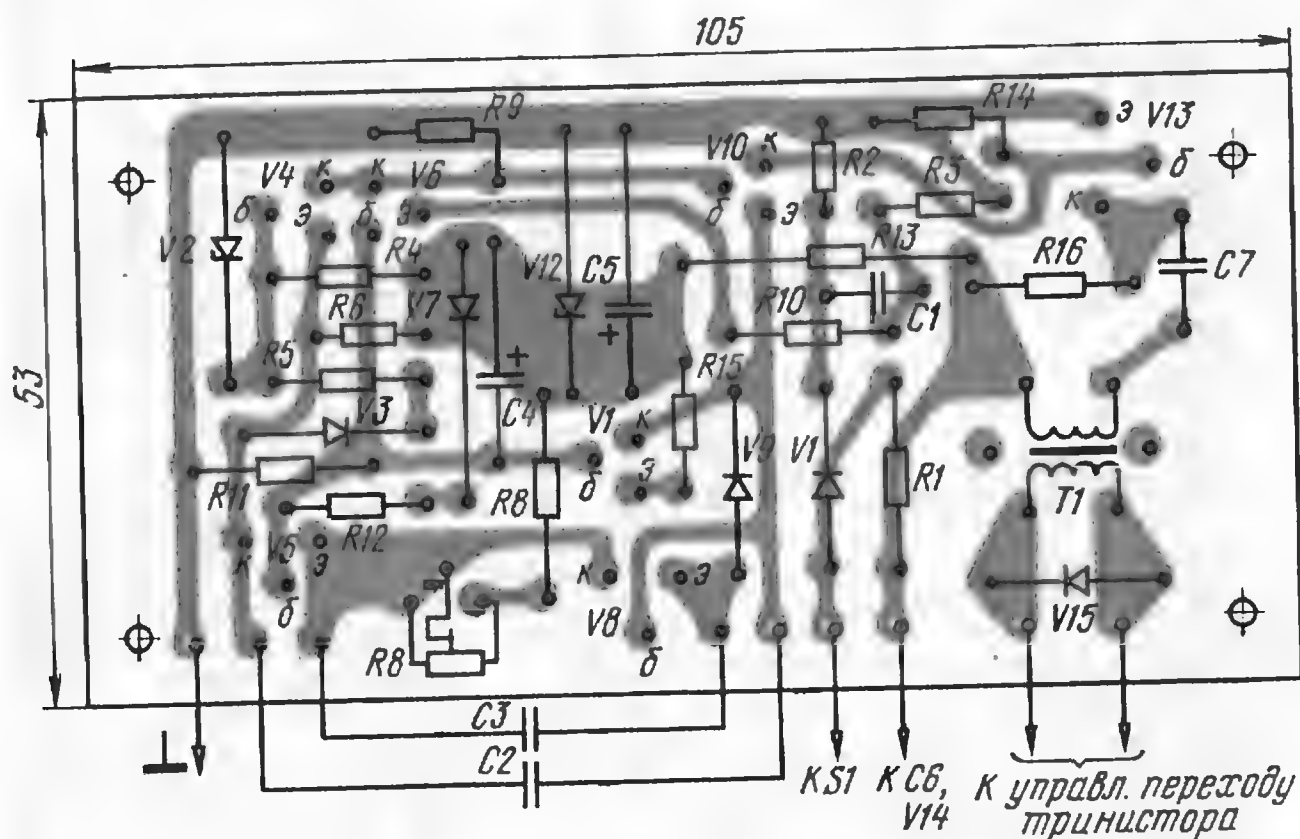 105
53
R9
R14
э V13
V4
к
к
V6
V10
к
R2
R3
б
б
э
б
э
б
э
к
V2
R4
V12
C5
R13
R16
C7
R6
V7
R10
C1
R5
+
+
R15
V3
C4
V1
к
V9
V1
R1
R11
R8
б
э
T1
R12
V5
к
э
б
к
э
V15
R8
V8
б
C3
C2
К S1
К C6,
V14
К управл. переходу
тринистора